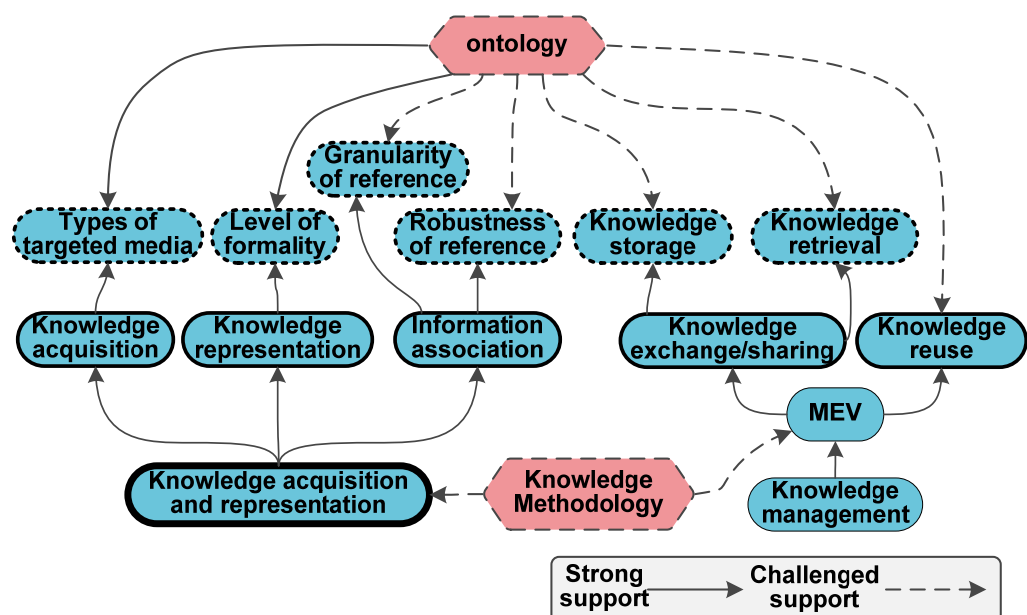 ontology
Granularity
of reference
Types of
targeted media
Level of
formality
Robustness
of reference
Knowledge
storage
Knowledge
retrieval
Knowledge
acquisition
Knowledge
representation
Information
association
Knowledge
exchange/sharing
Knowledge
reuse
MEV
Knowledge acquisition
and representation
Knowledge
Methodology
Knowledge
management
Strong
support
Challenged
support